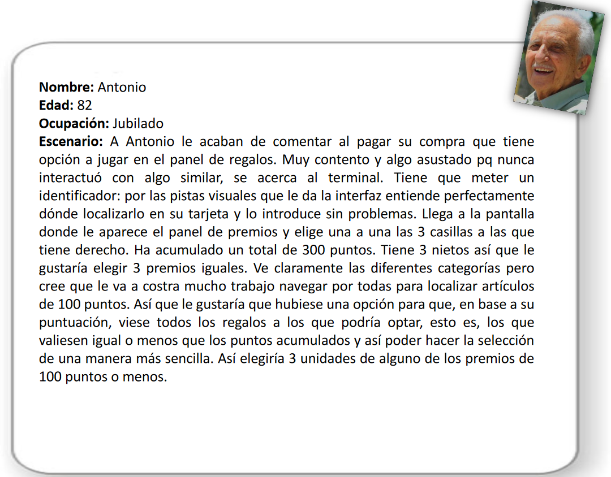 Nombre: Antonio
Edad: 82
Ocupación: Jubilado
Escenario: A Antonio le acaban de comentar al pagar su compra que tiene
opción a jugar en el panel de regalos. Muy contento y algo asustado pq nunca
interactuó con algo similar, se acerca al terminal. Tiene que meter un
identificador: por las pistas visuales que le da la interfaz entiende perfectamente
dónde localizarlo en su tarjeta y lo introduce sin problemas. Llega a la pantalla
donde le aparece el panel de premios y elige una a una las 3 casillas a las que
tiene derecho. Ha acumulado un total de 300 puntos. Tiene 3 nietos así que le
gustaría elegir 3 premios iguales. Ve claramente las diferentes categorías pero
cree que le va a costra mucho trabajo navegar por todas para localizar artículos
de 100 puntos. Así que le gustaría que hubiese una opción para que, en base a su
puntuación, viese todos los regalos a los que podría optar, esto es, los que
valiesen igual o menos que los puntos acumulados y así poder hacer la selección
de una manera más sencilla. Así elegiría 3 unidades de alguno de los premios de
100 puntos o menos.